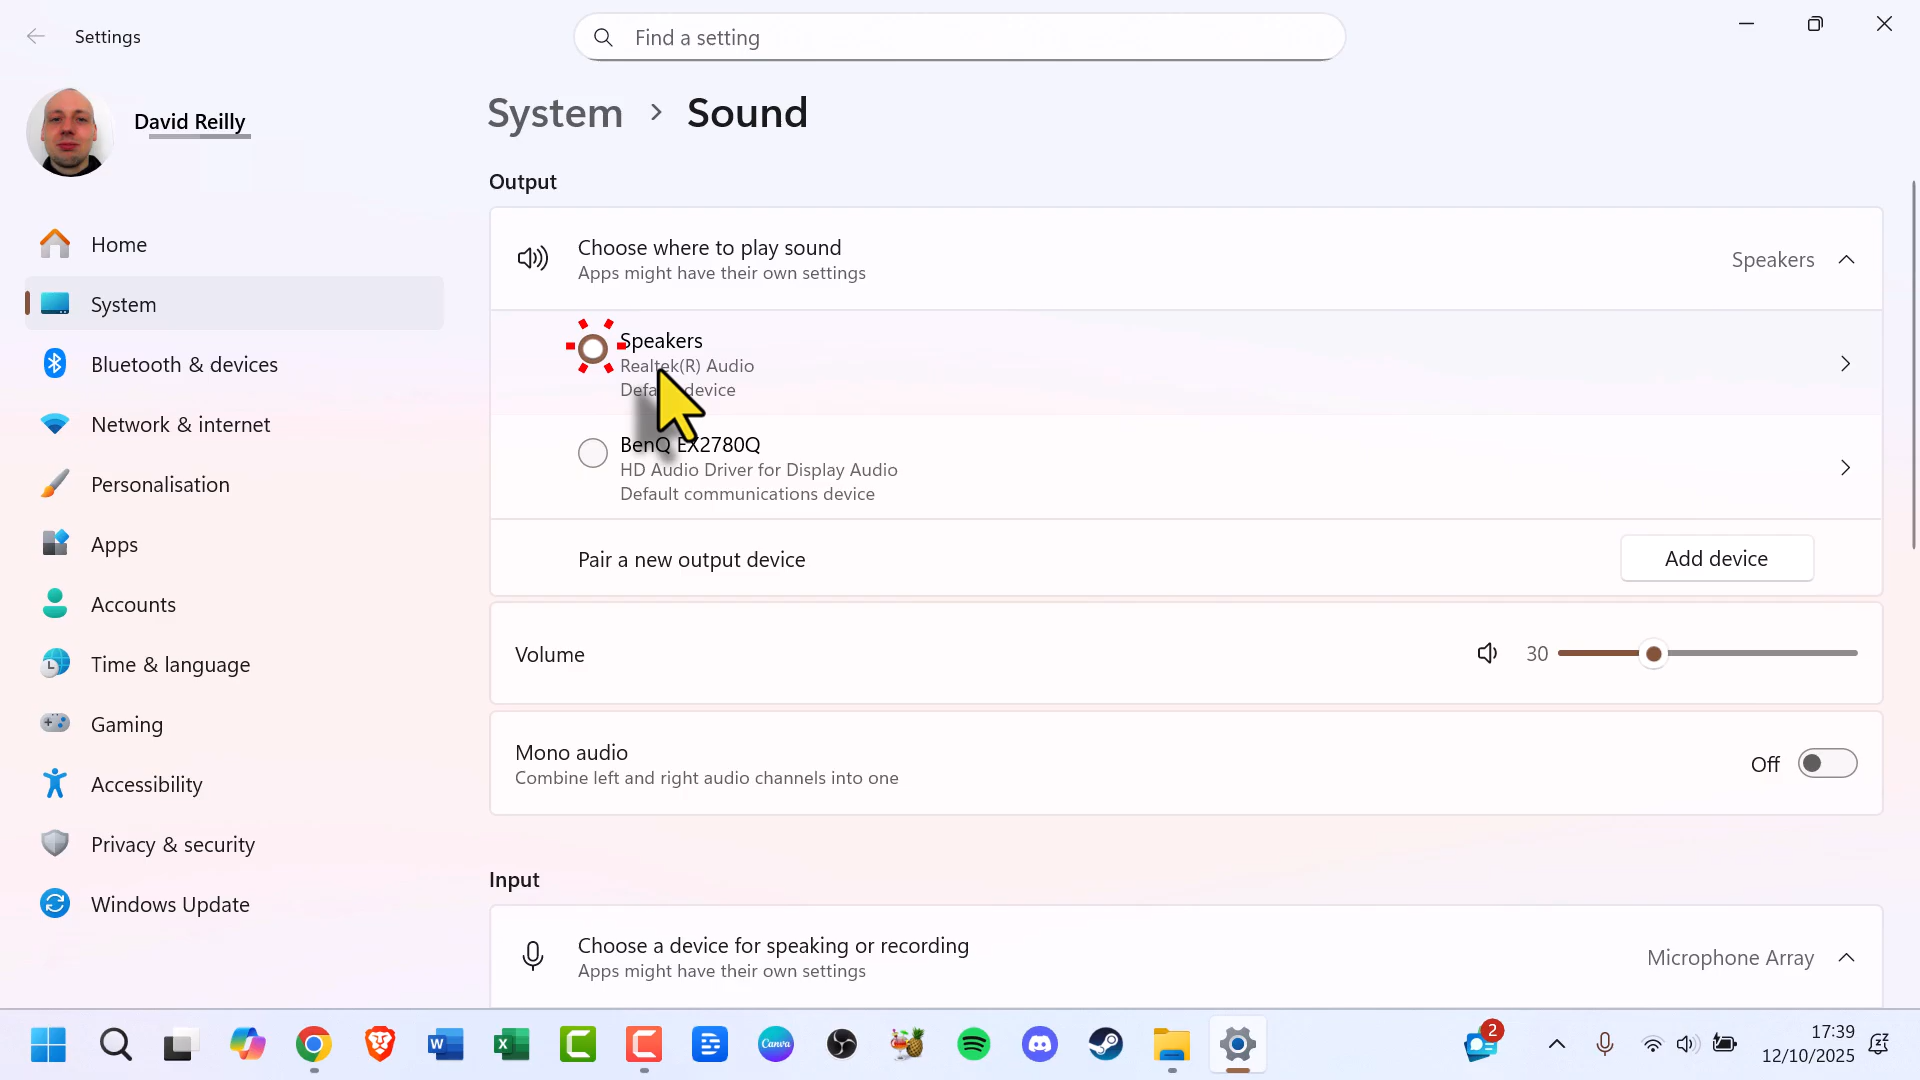 Settings
Find a setting
David Reilly
System > Sound
Home
System
Bluetooth & devices
Network & internet
Personalisation
Apps
Accounts
Time & language
Gaming
Accessibility
Privacy & security
Windows Update
Output
Choose where to play sound
Apps might have their own settings
Speakers
Speakers
Realtek(R) Audio
Default device
BenQ EX2780Q
HD Audio Driver for Display Audio
Default communications device
Pair a new output device
Add device
Volume
30
Mono audio
Combine left and right audio channels into one
Off
Input
Choose a device for speaking or recording
Apps might have their own settings
Microphone Array
W
X
Canva
2
17:39
12/10/2025